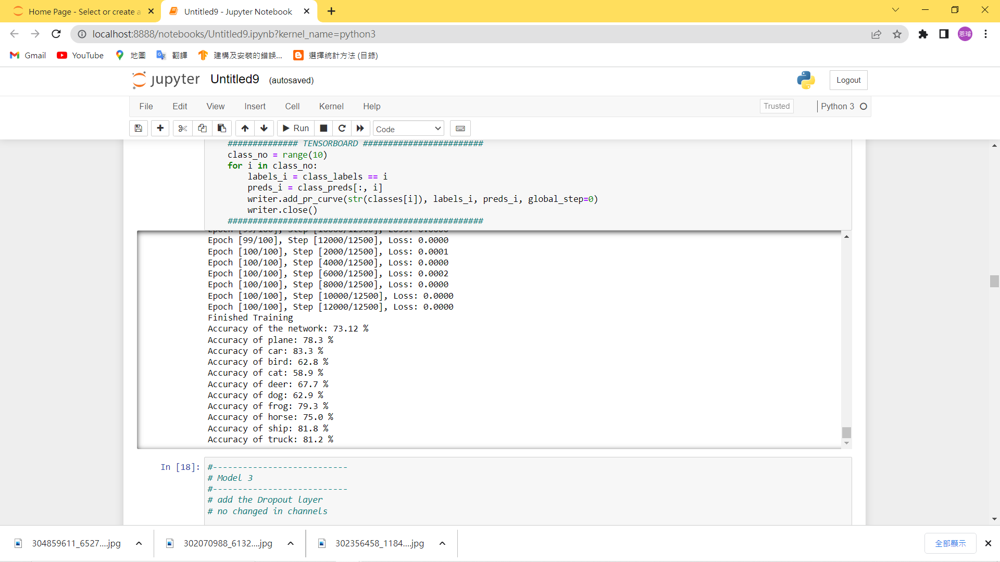 Home Page - Select or create a
Untitled9 - Jupyter Notebook
localhost:8888/notebooks/Untitled9.ipynb?kernel_name=python3
恩璿
Gmail
YouTube
地圖
翻譯
建構及安裝的錯誤...
選擇統計方法 (目錄)
jupyter Untitled9 (autosaved)
Logout
File Edit View Insert Cell Kernel Help
Trusted
Python 3
Run
Code
############## TENSORBOARD ########################
class_no = range(10)
for i in class_no:
labels_i = class_labels == i
preds_i = class_preds[:, i]
writer.add_pr_curve(str(classes[i]), labels_i, preds_i, global_step=0)
writer.close()
###################################################
Epoch [99/100], Step [10000/12500], Loss: 0.0000
Epoch [99/100], Step [12000/12500], Loss: 0.0000
Epoch [100/100], Step [2000/12500], Loss: 0.0001
Epoch [100/100], Step [4000/12500], Loss: 0.0000
Epoch [100/100], Step [6000/12500], Loss: 0.0002
Epoch [100/100], Step [8000/12500], Loss: 0.0000
Epoch [100/100], Step [10000/12500], Loss: 0.0000
Epoch [100/100], Step [12000/12500], Loss: 0.0000
Finished Training
Accuracy of the network: 73.12 %
Accuracy of plane: 78.3 %
Accuracy of car: 83.3 %
Accuracy of bird: 62.8 %
Accuracy of cat: 58.9 %
Accuracy of deer: 67.7 %
Accuracy of dog: 62.9 %
Accuracy of frog: 79.3 %
Accuracy of horse: 75.0 %
Accuracy of ship: 81.8 %
Accuracy of truck: 81.2 %
In [18]:
#---------------------------
# Model 3
#---------------------------
# add the Dropout layer
# no changed in channels
304859611_6527....jpg
302070988_6132....jpg
302356458_1184....jpg
全部顯示